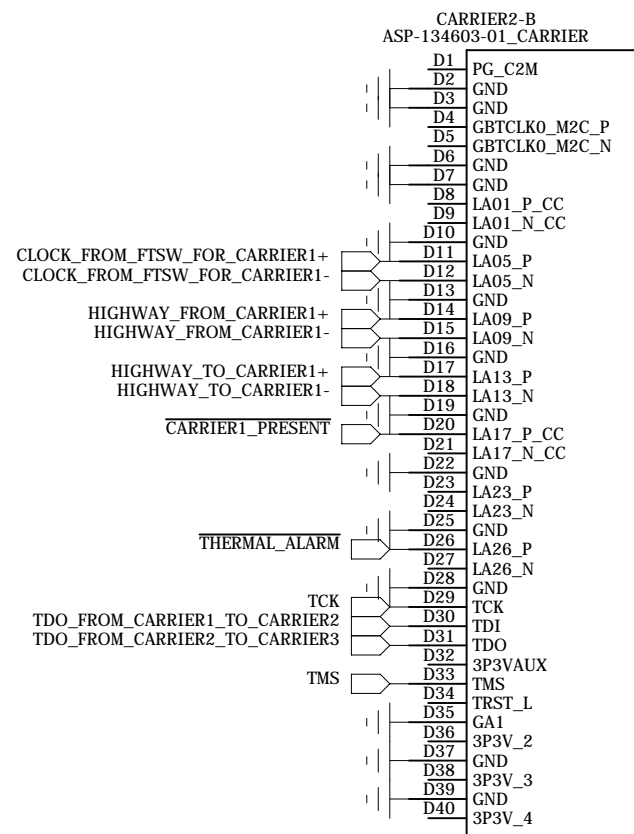 CARRIER2-B
ASP-134603-01_CARRIER
D1 PG_C2M
D2 GND
D3 GND
D4 GBTCLK0_M2C_P
D5 GBTCLK0_M2C_N
D6 GND
D7 GND
D8 LA01_P_CC
D9 LA01_N_CC
D10 GND
CLOCK_FROM_FTSW_FOR_CARRIER1+ D11 LA05_P
CLOCK_FROM_FTSW_FOR_CARRIER1- D12 LA05_N
D13 GND
HIGHWAY_FROM_CARRIER1+ D14 LA09_P
HIGHWAY_FROM_CARRIER1- D15 LA09_N
D16 GND
HIGHWAY_TO_CARRIER1+ D17 LA13_P
HIGHWAY_TO_CARRIER1- D18 LA13_N
D19 GND
CARRIER1_PRESENT D20 LA17_P_CC
D21 LA17_N_CC
D22 GND
D23 LA23_P
D24 LA23_N
D25 GND
THERMAL_ALARM D26 LA26_P
D27 LA26_N
D28 GND
TCK D29 TCK
TDO_FROM_CARRIER1_TO_CARRIER2 D30 TDI
TDO_FROM_CARRIER2_TO_CARRIER3 D31 TDO
D32 3P3VAUX
TMS D33 TMS
D34 TRST_L
D35 GA1
D36 3P3V_2
D37 GND
D38 3P3V_3
D39 GND
D40 3P3V_4